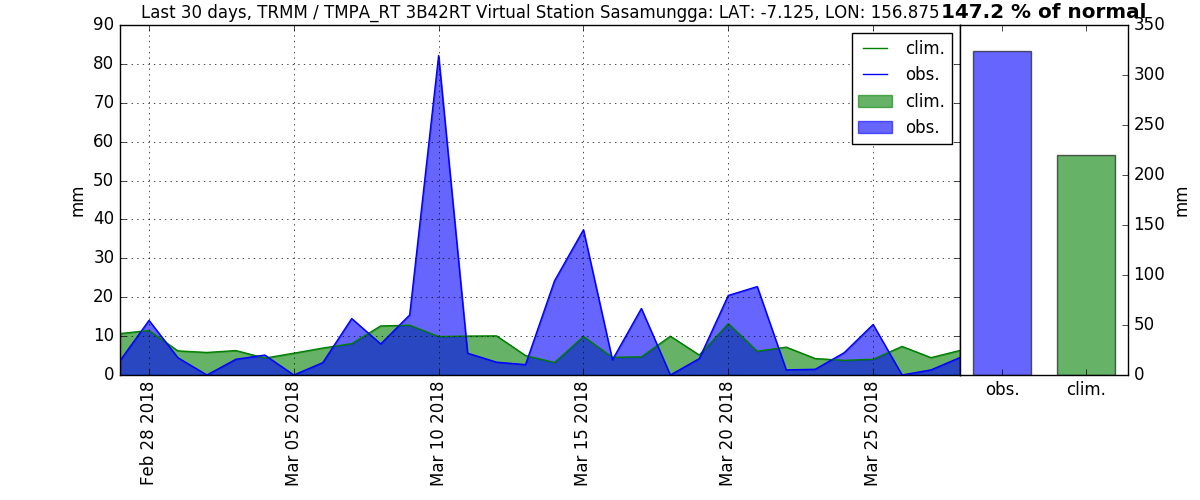 Last 30 days, TRMM / TMPA_RT 3B42RT Virtual Station Sasamungga: LAT: -7.125, LON: 156.875
147.2 % of normal
90
80
70
60
50
40
30
20
10
0
mm
clim.
obs.
clim.
obs.
Feb 28 2018
Mar 05 2018
Mar 10 2018
Mar 15 2018
Mar 20 2018
Mar 25 2018
350
300
250
200
150
100
50
0
mm
obs.
clim.